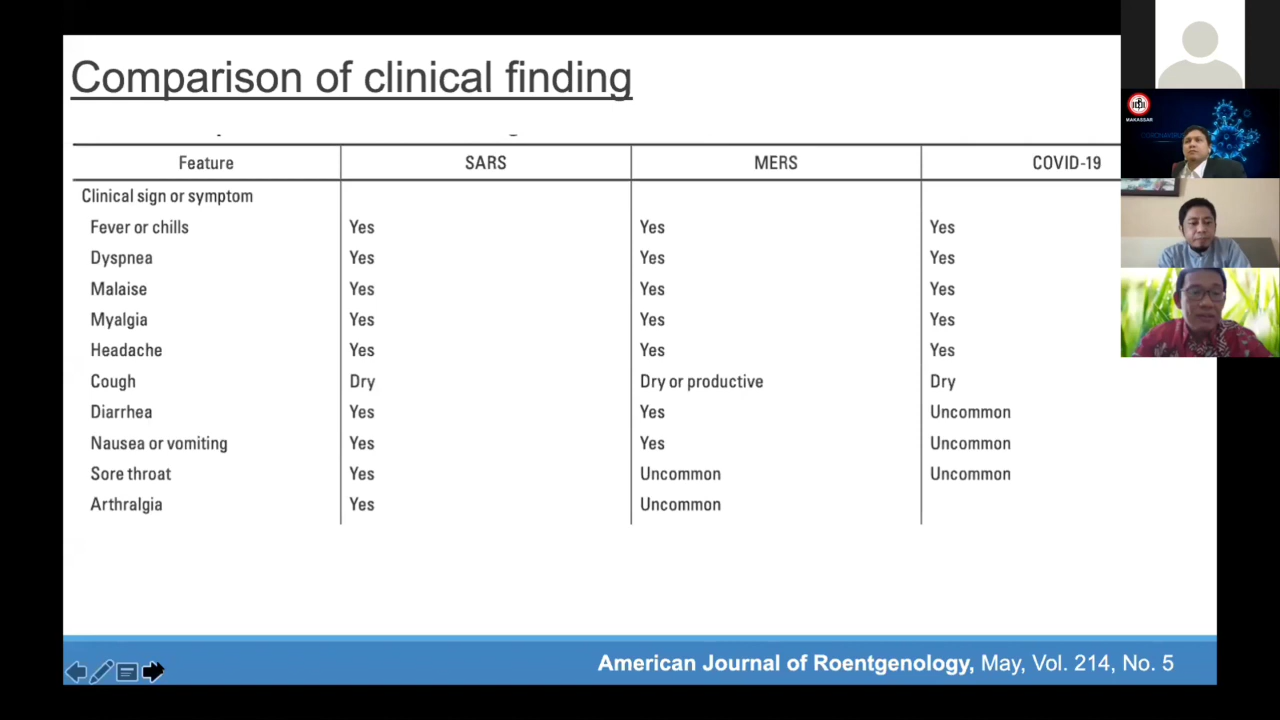 Comparison of clinical finding
Feature SARS MERS COVID-19
Clinical sign or symptom
Fever or chills Yes Yes Yes
Dyspnea Yes Yes Yes
Malaise Yes Yes Yes
Myalgia Yes Yes Yes
Headache Yes Yes Yes
Cough Dry Dry or productive Dry
Diarrhea Yes Yes Uncommon
Nausea or vomiting Yes Yes Uncommon
Sore throat Yes Uncommon Uncommon
Arthralgia Yes Uncommon
American Journal of Roentgenology, May, Vol. 214, No. 5
IDI
MAKASSAR